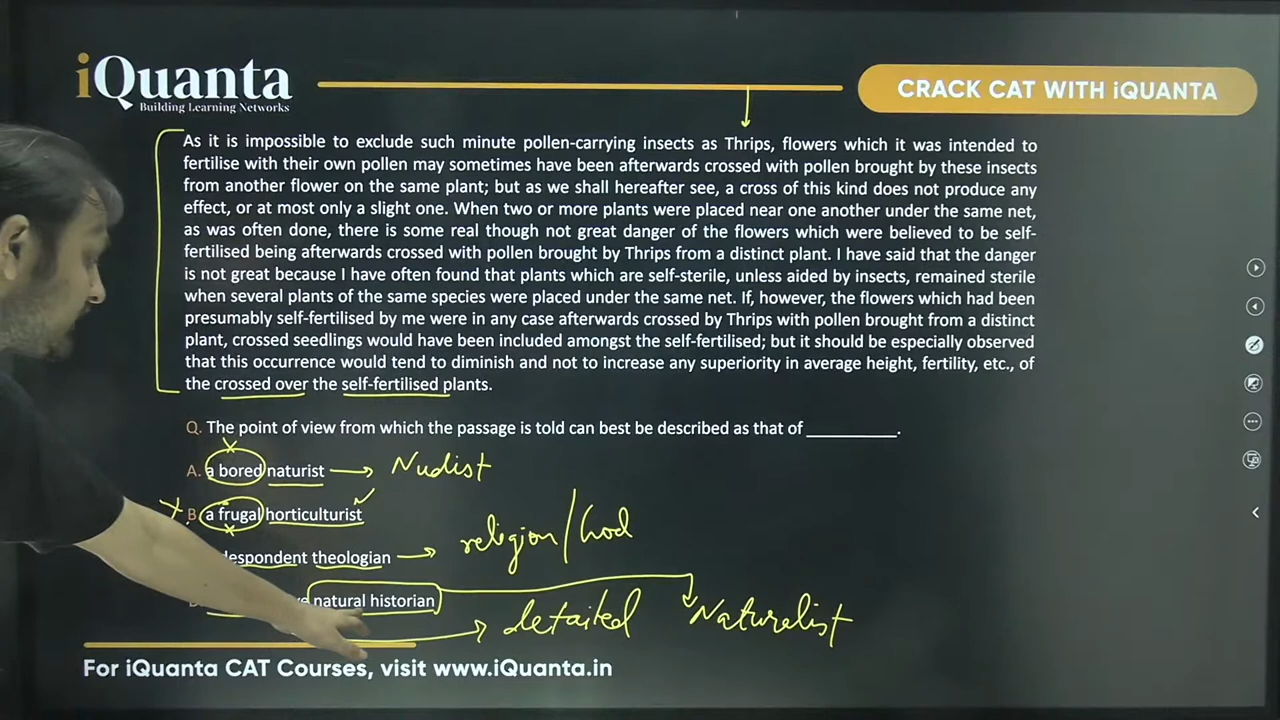 iQuanta
Building Learning Networks
CRACK CAT WITH iQUANTA
As it is impossible to exclude such minute pollen-carrying insects as Thrips, flowers which it was intended to
fertilise with their own pollen may sometimes have been afterwards crossed with pollen brought by these insects
from another flower on the same plant; but as we shall hereafter see, a cross of this kind does not produce any
effect, or at most only a slight one. When two or more plants were placed near one another under the same net,
as was often done, there is some real though not great danger of the flowers which were believed to be self-
fertilised being afterwards crossed with pollen brought by Thrips from a distinct plant. I have said that the danger
is not great because I have often found that plants which are self-sterile, unless aided by insects, remained sterile
when several plants of the same species were placed under the same net. If, however, the flowers which had been
presumably self-fertilised by me were in any case afterwards crossed by Thrips with pollen brought from a distinct
plant, crossed seedlings would have been included amongst the self-fertilised; but it should be especially observed
that this occurrence would tend to diminish and not to increase any superiority in average height, fertility, etc., of
the crossed over the self-fertilised plants.
Q. The point of view from which the passage is told can best be described as that of __________.
A. a bored naturist Nudist
B. a frugal horticulturist
despondent theologian religion/God
natural historian detailed Naturalist
For iQuanta CAT Courses, visit www.iQuanta.in